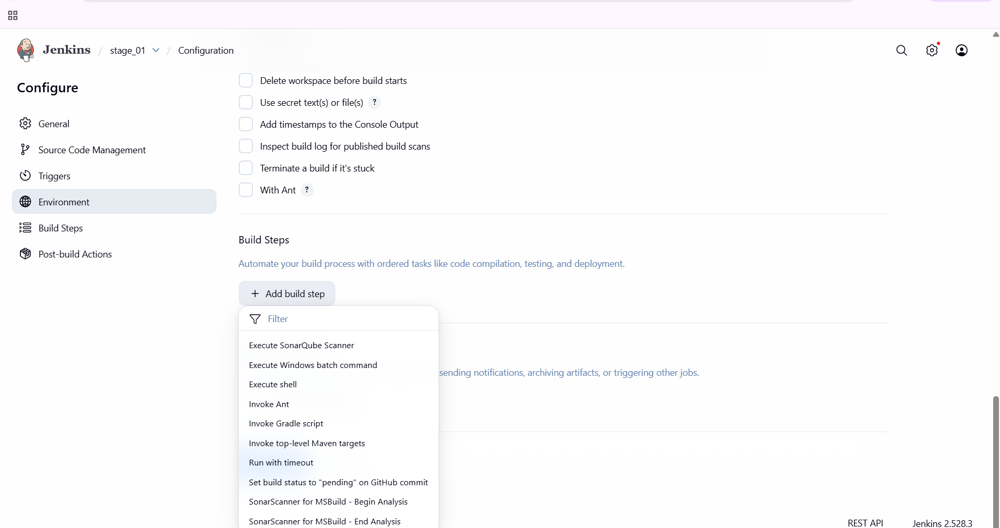 Jenkins / stage_01 / Configuration
Configure
General
Source Code Management
Triggers
Environment
Build Steps
Post-build Actions
Delete workspace before build starts
Use secret text(s) or file(s) ?
Add timestamps to the Console Output
Inspect build log for published build scans
Terminate a build if it's stuck
With Ant ?
Build Steps
Automate your build process with ordered tasks like code compilation, testing, and deployment.
+ Add build step
Filter
Execute SonarQube Scanner
Execute Windows batch command
Execute shell
Invoke Ant
Invoke Gradle script
Invoke top-level Maven targets
Run with timeout
Set build status to "pending" on GitHub commit
SonarScanner for MSBuild - Begin Analysis
SonarScanner for MSBuild - End Analysis
sending notifications, archiving artifacts, or triggering other jobs.
REST API
Jenkins 2.528.3